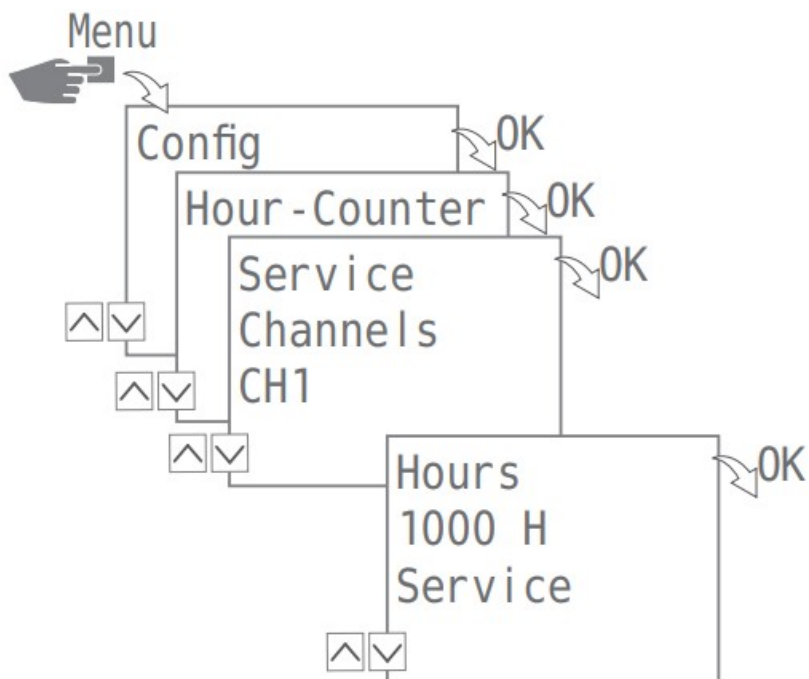 Menu
Config
OK
Hour-Counter
OK
Service
OK
Channels
CH1
Hours
OK
1000 H
Service